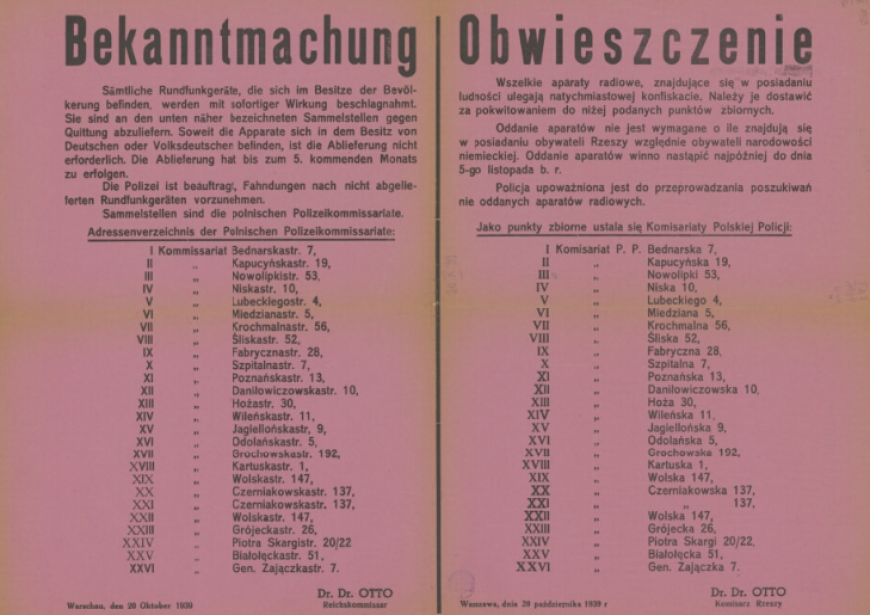 Bekanntmachung
Sämtliche Rundfunkgeräte, die sich im Besitze der Bevöl-
kerung befinden, werden mit sofortiger Wirkung beschlagnahmt.
Sie sind an den unten näher bezeichneten Sammelstellen gegen
Quittung abzuliefern. Soweit die Apparate sich in dem Besitz von
Deutschen oder Volksdeutschen befinden, ist die Ablieferung nicht
erforderlich. Die Ablieferung hat bis zum 5. kommenden Monats
zu erfolgen.
Die Polizei ist beauftragt, Fahndungen nach nicht abgelie-
ferten Rundfunkgeräten vorzunehmen.
Sammelstellen sind die polnischen Polizeikommissariate.
Adressenverzeichnis der Polnischen Polizeikommissariate:
I Kommissariat Bednarskastr. 7,
II „ Kapucyńskastr. 19,
III „ Nowolipkistr. 53,
IV „ Niskastr. 10,
V „ Lubeckiegostr. 4,
VI „ Miedzianastr. 5,
VII „ Krochmalnastr. 56,
VIII „ Śliskastr. 52,
IX „ Fabrycznastr. 28,
X „ Szpitalnastr. 7,
XI „ Poznańskastr. 13,
XII „ Daniłowiczowskastr. 10,
XIII „ Hożastr. 30,
XIV „ Wileńskastr. 11,
XV „ Jagiellońskastr, 9,
XVI „ Odolańskastr. 5,
XVII „ Grochowskastr. 192,
XVIII „ Kartuskastr. 1,
XIX „ Wolskastr. 147,
XX „ Czerniakowskastr. 137,
XXI „ Czerniakowskastr. 137,
XXII „ Wolskastr. 147,
XXIII „ Grójeckastr. 26,
XXIV „ Piotra Skargistr. 20/22
XXV „ Białołęckastr. 51,
XXVI „ Gen. Zajączkastr. 7.
Dr. Dr. OTTO
Warschau, den 20 Oktober 1939 Reichskommissar
Obwieszczenie
Wszelkie aparaty radiowe, znajdujące się w posiadaniu
ludności ulegają natychmiastowej konfiskacie. Należy je dostawić
za pokwitowaniem do niżej podanych punktów zbiornych.
Oddanie aparatów nie jest wymagane o ile znajdują się
w posiadaniu obywateli Rzeszy względnie obywateli narodowości
niemieckiej. Oddanie aparatów winno nastąpić najpóźniej do dnia
5-go listopada b. r.
Policja upoważniona jest do przeprowadzania poszukiwań
nie oddanych aparatów radiowych.
Jako punkty zbiorne ustala się Komisariaty Polskiej Policji:
I Komisariat P. P. Bednarska 7,
II „ Kapucyńska 19,
III „ Nowolipki 53,
IV „ Niska 10,
V „ Lubeckiego 4,
VI „ Miedziana 5,
VII „ Krochmalna 56,
VIII „ Śliska 52,
IX „ Fabryczna 28,
X „ Szpitalna 7,
XI „ Poznańska 13,
XII „ Daniłowiczowska 10,
XIII „ Hoża 30,
XIV „ Wileńska 11,
XV „ Jagiellońska 9,
XVI „ Odolańska 5,
XVII „ Grochowska 192,
XVIII „ Kartuska 1,
XIX „ Wolska 147,
XX „ Czerniakowska 137,
XXI „ „ 137,
XXII „ Wolska 147,
XXIII „ Grójecka 26,
XXIV „ Piotra Skargi 20/22,
XXV „ Białołęcka 51,
XXVI „ Gen. Zajączka 7.
Dr. Dr. OTTO
Warszawa, dnia 20 października 1939 r Komisarz Rzeszy